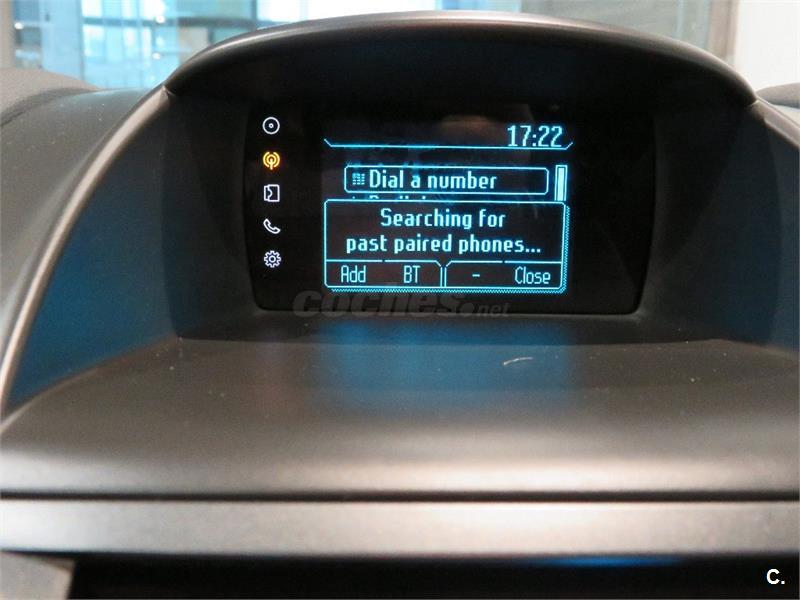 17:22
Dial a number
Searching for
past paired phones...
Add BT - Close
coches.net
C.